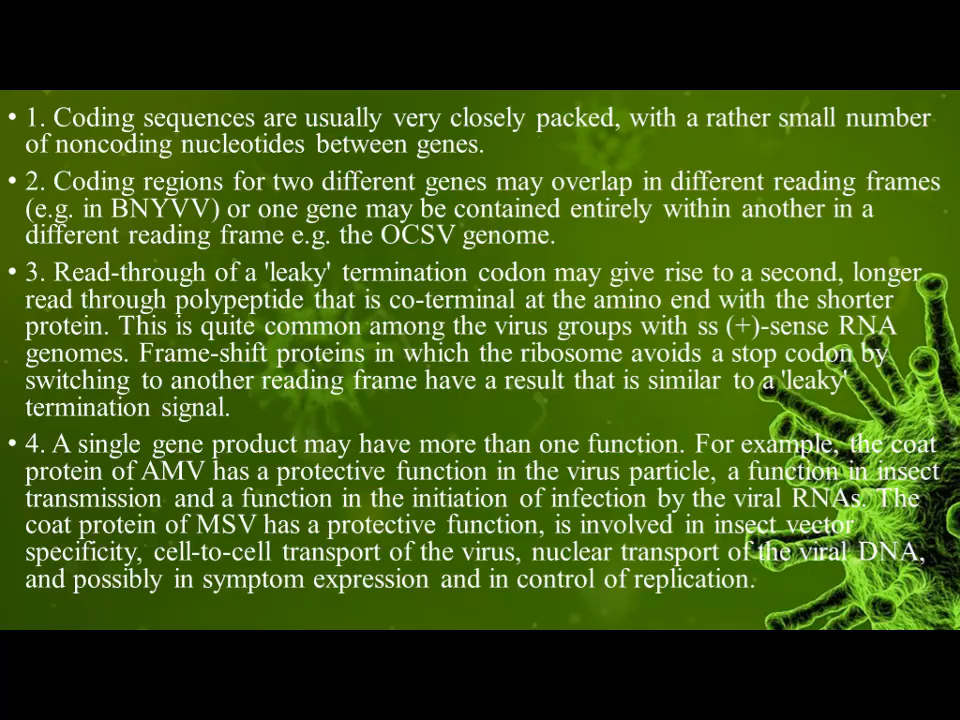 • 1. Coding sequences are usually very closely packed, with a rather small number
of noncoding nucleotides between genes.
• 2. Coding regions for two different genes may overlap in different reading frames
(e.g. in BNYVV) or one gene may be contained entirely within another in a
different reading frame e.g. the OCSV genome.
• 3. Read-through of a 'leaky' termination codon may give rise to a second, longer
read through polypeptide that is co-terminal at the amino end with the shorter
protein. This is quite common among the virus groups with ss (+)-sense RNA
genomes. Frame-shift proteins in which the ribosome avoids a stop codon by
switching to another reading frame have a result that is similar to a 'leaky'
termination signal.
• 4. A single gene product may have more than one function. For example, the coat
protein of AMV has a protective function in the virus particle, a function in insect
transmission and a function in the initiation of infection by the viral RNAs. The
coat protein of MSV has a protective function, is involved in insect vector
specificity, cell-to-cell transport of the virus, nuclear transport of the viral DNA,
and possibly in symptom expression and in control of replication.